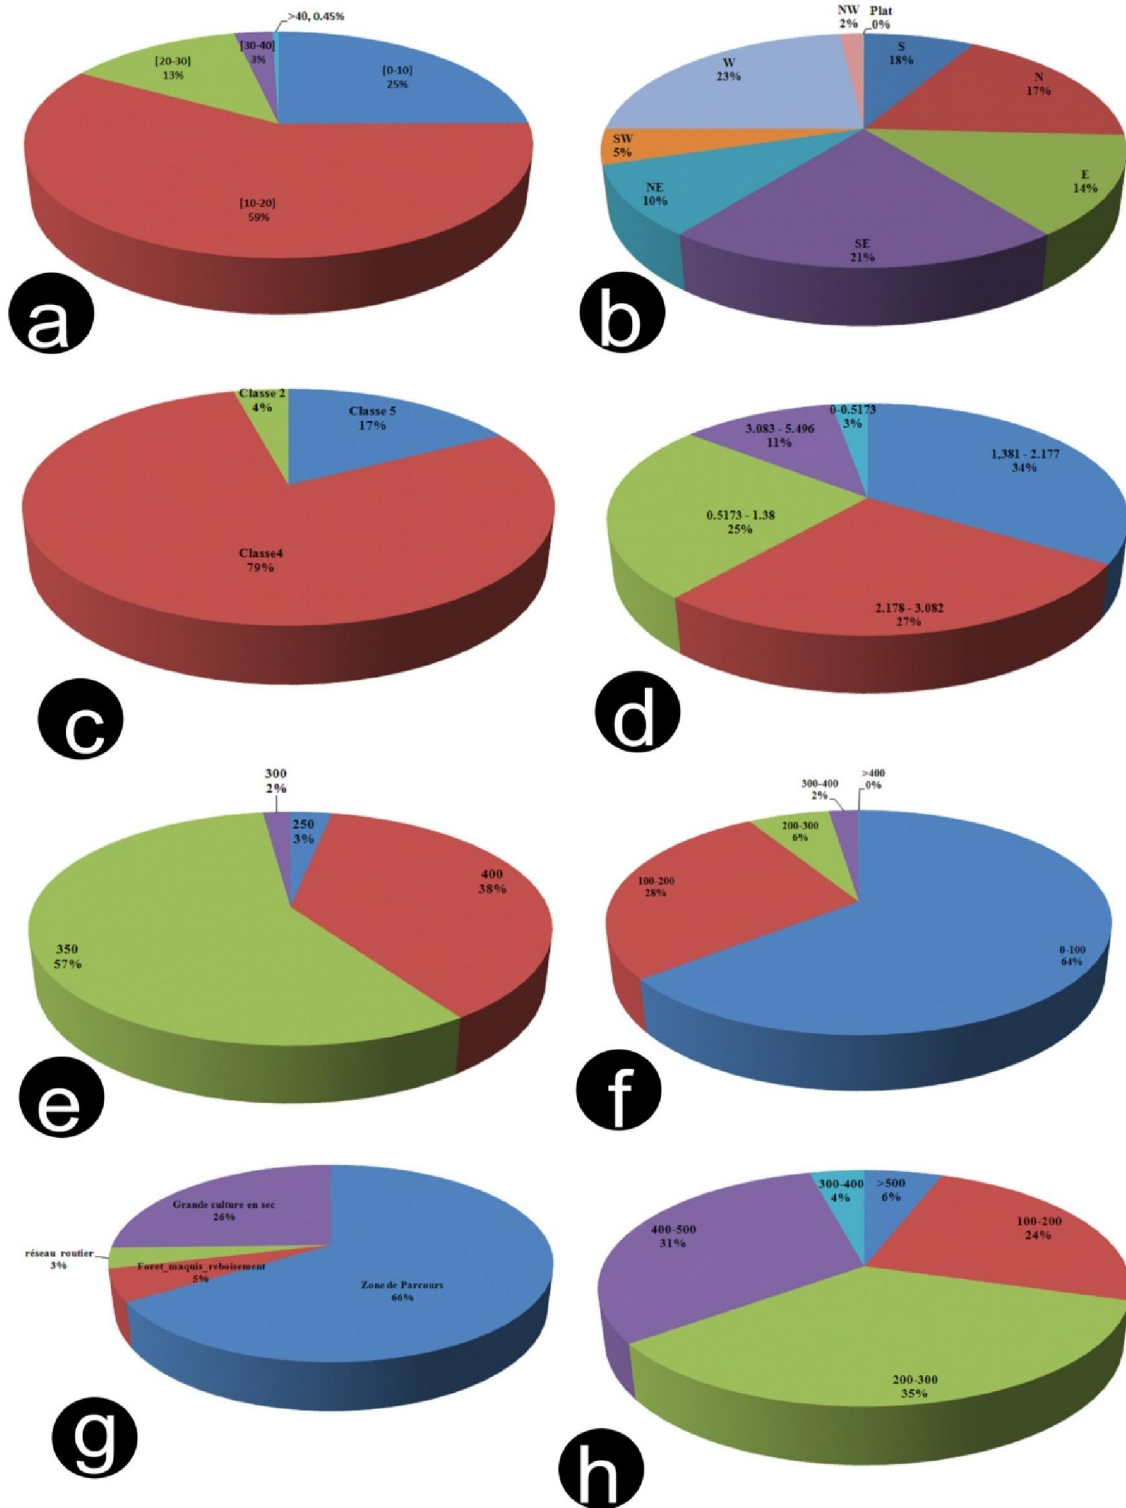 >40, 0.45%
[30-40]
3%
[20-30]
13%
[0-10]
25%
[10-20]
59%
a
NW
2%
Plat
0%
S
18%
W
23%
N
17%
SW
5%
E
14%
NE
10%
SE
21%
b
Classe 2
4%
Classe 5
17%
Classe4
79%
c
0-0.5173
3%
3.083 - 5.496
11%
1,381 - 2.177
34%
0.5173 - 1.38
25%
2.178 - 3.082
27%
d
300
2%
250
3%
400
38%
350
57%
e
>400
0%
300-400
2%
200-300
6%
100-200
28%
0-100
64%
f
Grande culture en sec
26%
réseau routier
3%
Foret_maquis_reboisement
5%
Zone de Parcours
66%
g
300-400
4%
>500
6%
400-500
31%
100-200
24%
200-300
35%
h